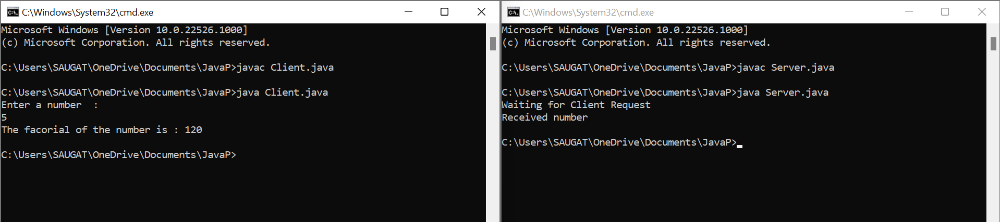 C:\Windows\System32\cmd.exe
Microsoft Windows [Version 10.0.22526.1000]
(c) Microsoft Corporation. All rights reserved.
C:\Users\SAUGAT\OneDrive\Documents\JavaP>javac Client.java
C:\Users\SAUGAT\OneDrive\Documents\JavaP>java Client.java
Enter a number  :
5
The facorial of the number is : 120
C:\Users\SAUGAT\OneDrive\Documents\JavaP>
C:\Windows\System32\cmd.exe
Microsoft Windows [Version 10.0.22526.1000]
(c) Microsoft Corporation. All rights reserved.
C:\Users\SAUGAT\OneDrive\Documents\JavaP>javac Server.java
C:\Users\SAUGAT\OneDrive\Documents\JavaP>java Server.java
Waiting for Client Request
Received number
C:\Users\SAUGAT\OneDrive\Documents\JavaP>